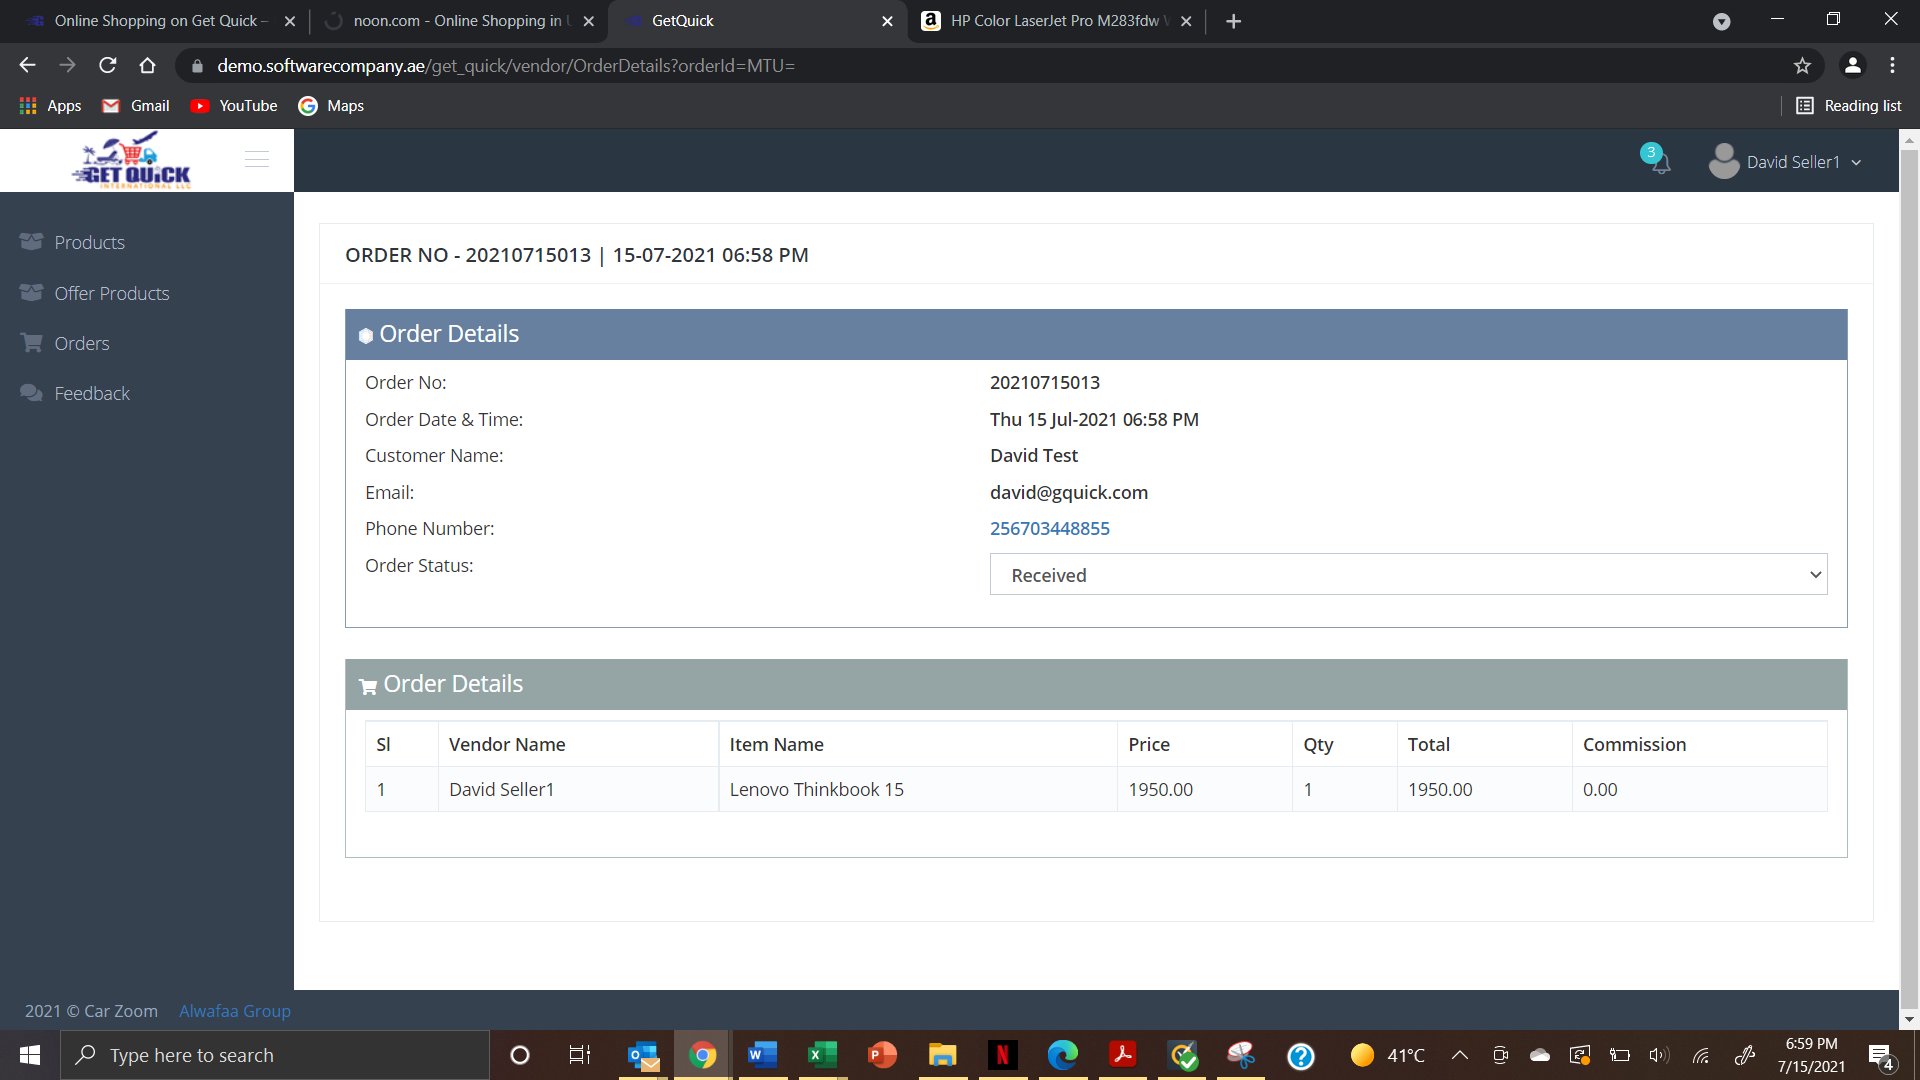 Online Shopping on Get Quick –
noon.com - Online Shopping in U
GetQuick
HP Color LaserJet Pro M283fdw W
demo.softwarecompany.ae/get_quick/vendor/OrderDetails?orderId=MTU=
Apps
Gmail
YouTube
Maps
Reading list
GET QUICK
INTERNATIONAL LLC
3
David Seller1
Products
Offer Products
Orders
Feedback
ORDER NO - 20210715013 | 15-07-2021 06:58 PM
Order Details
Order No: 20210715013
Order Date & Time: Thu 15 Jul-2021 06:58 PM
Customer Name: David Test
Email: david@gquick.com
Phone Number: 256703448855
Order Status: Received
Order Details
Sl Vendor Name Item Name Price Qty Total Commission
1 David Seller1 Lenovo Thinkbook 15 1950.00 1 1950.00 0.00
2021 © Car Zoom Alwafaa Group
Type here to search
41°C
6:59 PM
7/15/2021
4